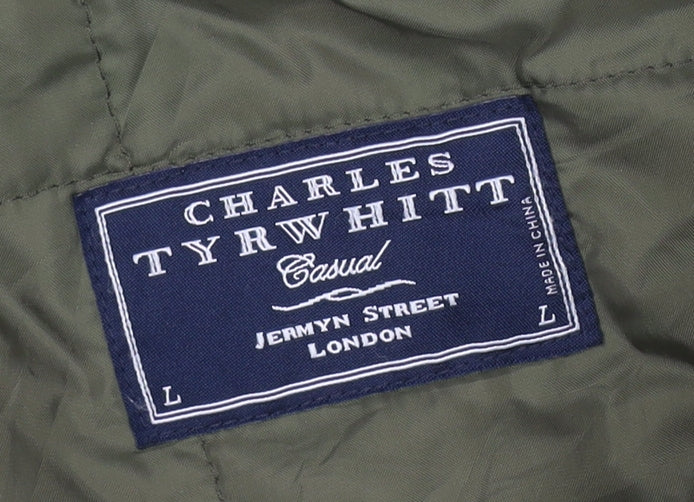 CHARLES
TYRWHITT
Casual
JERMYN STREET
LONDON
MADE IN CHINA
L
L